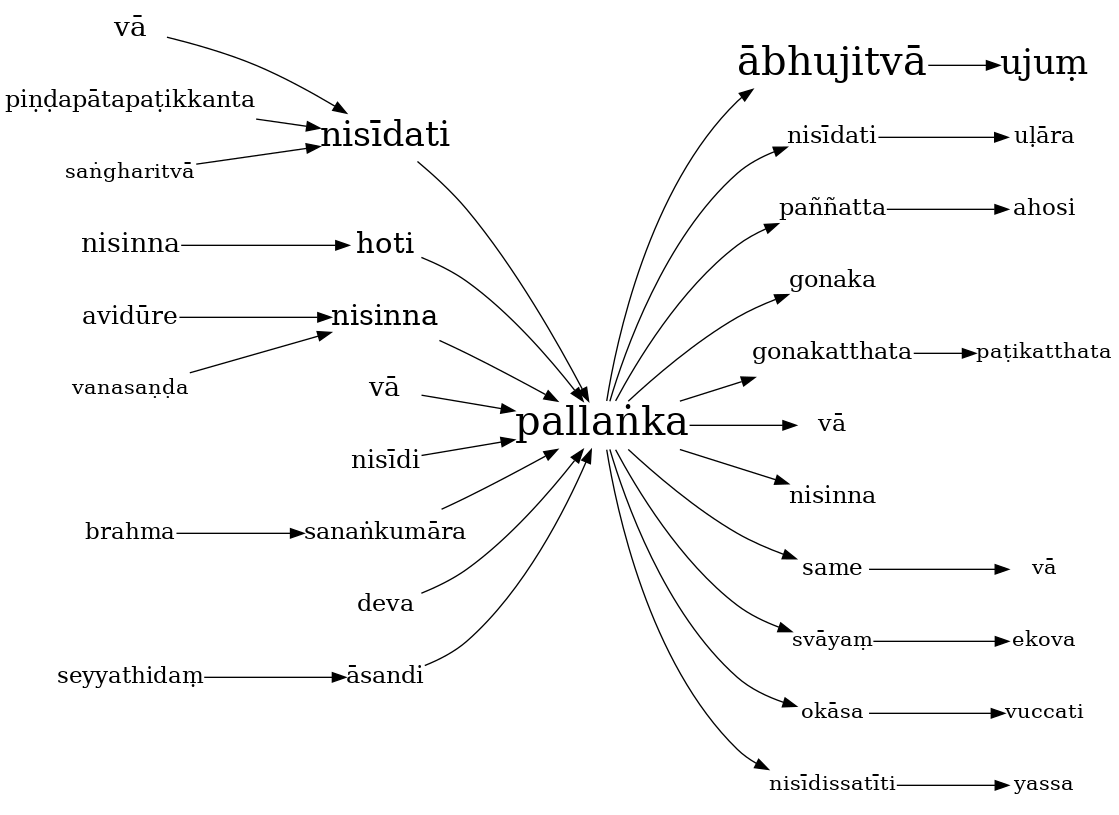 vā
piṇḍapātapaṭikkanta
saṅgharitvā
nisīdati
nisinna
hoti
avidūre
nisinna
vanasaṇḍa
vā
nisīdi
brahma
sanaṅkumāra
deva
seyyathidaṃ
āsandi
pallaṅka
ābhujitvā
ujuṃ
nisīdati
uḷāra
paññatta
ahosi
gonaka
gonakatthata
paṭikatthata
vā
nisinna
same
vā
svāyaṃ
ekova
okāsa
vuccati
nisīdissatīti
yassa